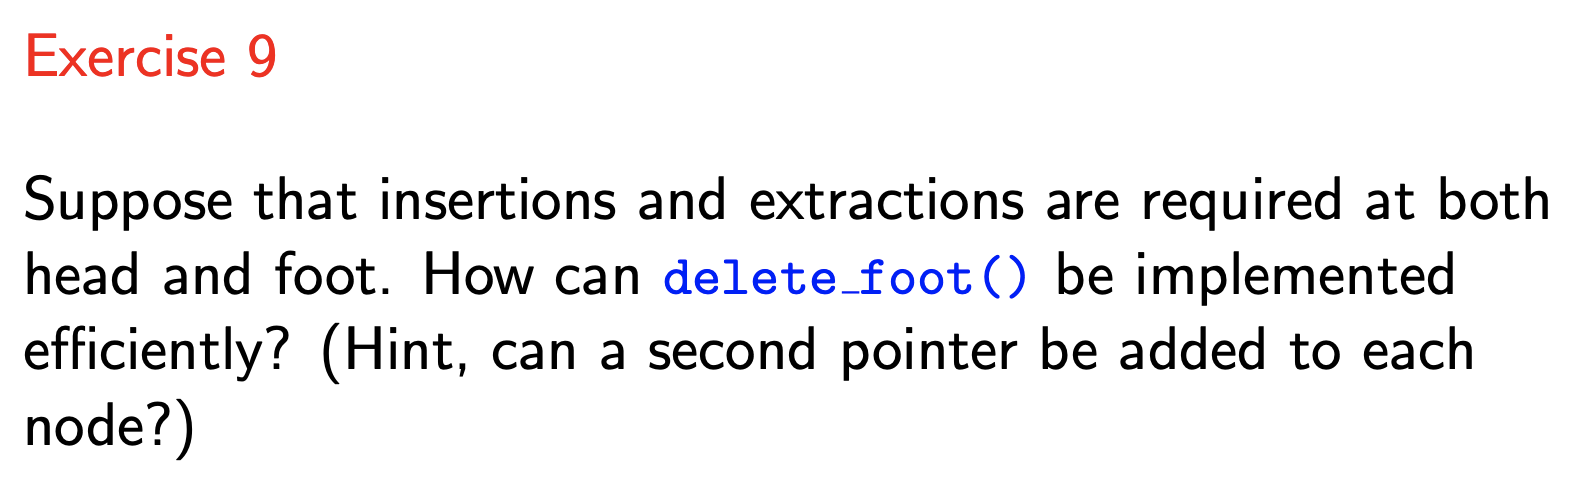 Exercise 9
Suppose that insertions and extractions are required at both
head and foot. How can delete_foot() be implemented
efficiently? (Hint, can a second pointer be added to each
node?)